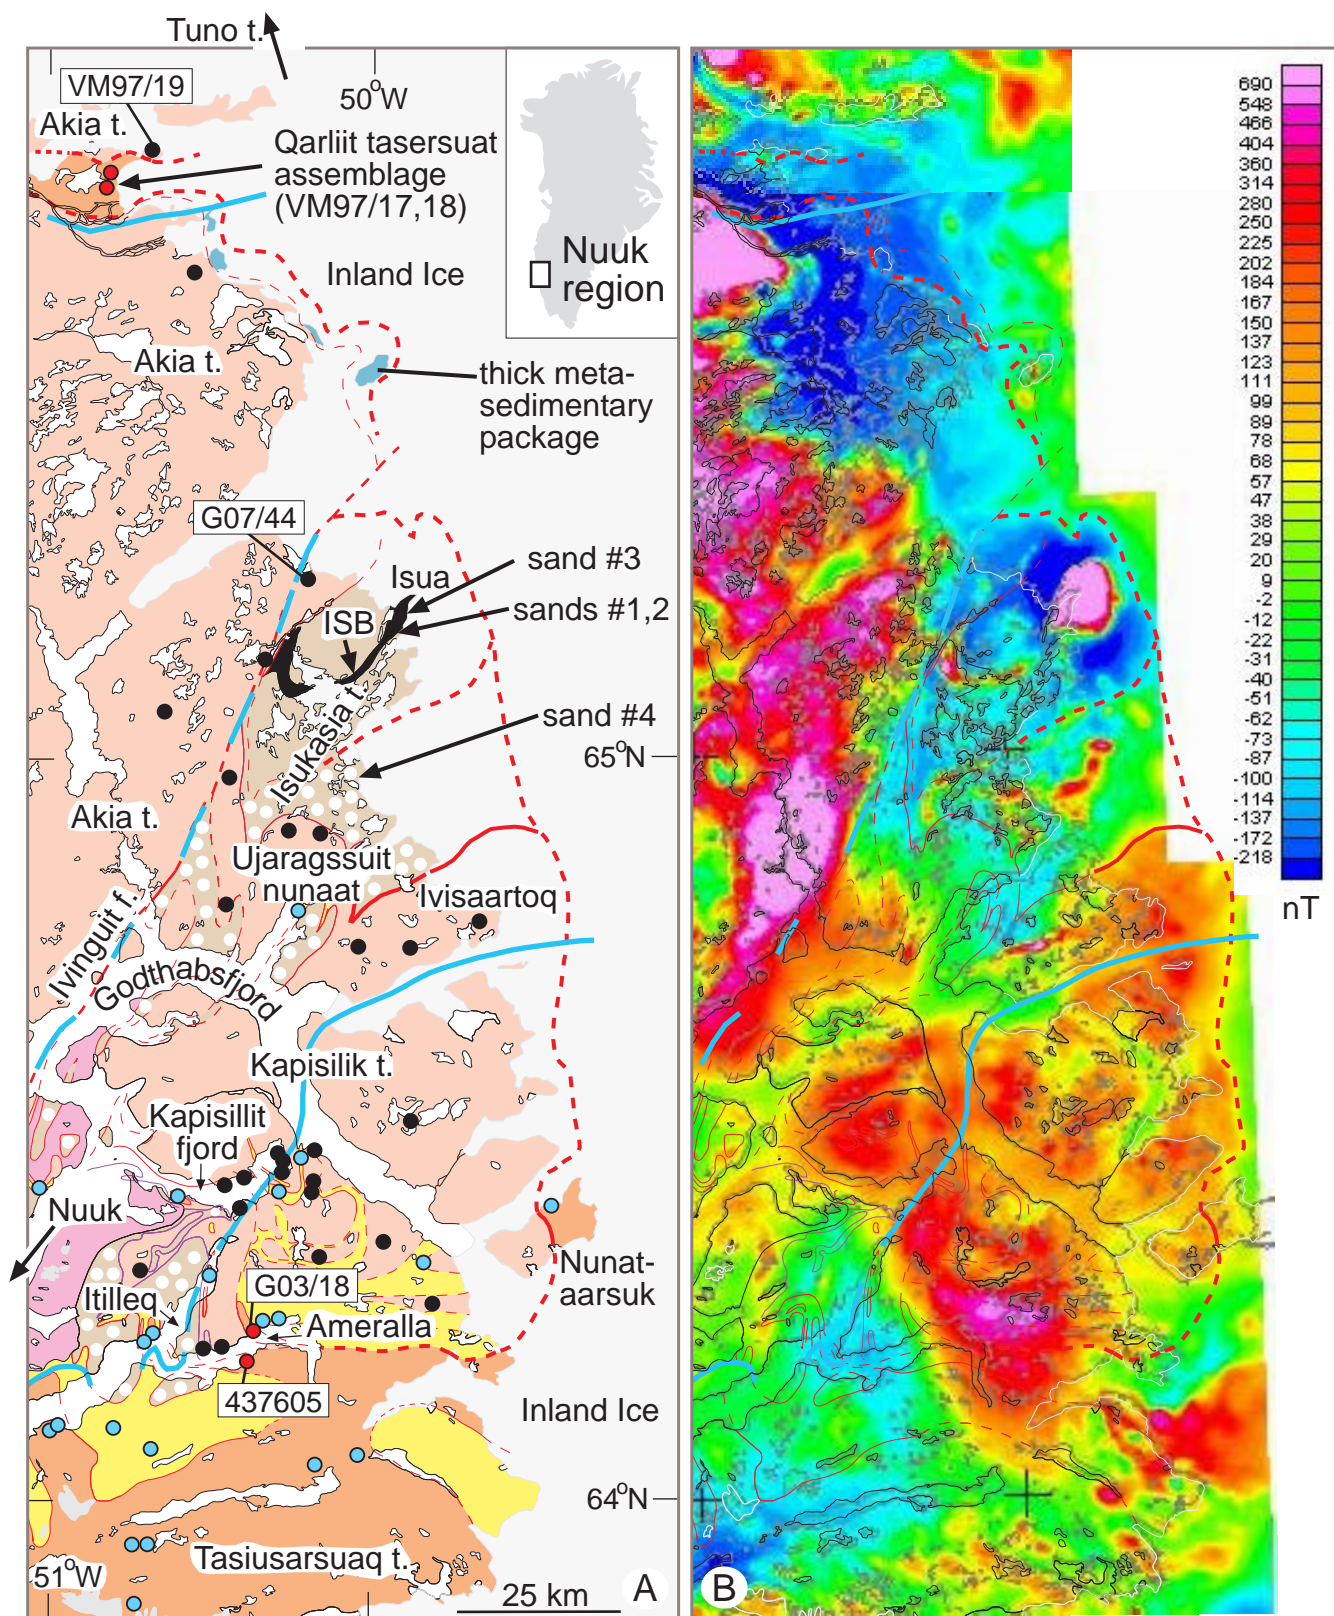 Tuno t.
VM97/19
50°W
Akia t.
Qarliit tasersuat
assemblage
(VM97/17,18)
Inland Ice
Nuuk
region
Akia t.
thick meta-
sedimentary
package
G07/44
sand #3
Isua
sands #1,2
ISB
Isukasia t.
sand #4
65°N
Akia t.
Ujaragssuit
nunaat
Ivisaartoq
Ivinguit f.
Godthabsfjord
Kapisilik t.
Kapisillit
fjord
Nuuk
Nunat-
aarsuk
G03/18
Itilleq
Ameralla
437605
Inland Ice
64°N
Tasiusarsuaq t.
51°W
25 km
A
690
548
466
404
360
314
280
250
225
202
184
167
150
137
123
111
99
89
78
68
57
47
38
29
20
9
-2
-12
-22
-31
-40
-51
-62
-73
-87
-100
-114
-137
-172
-218
nT
B